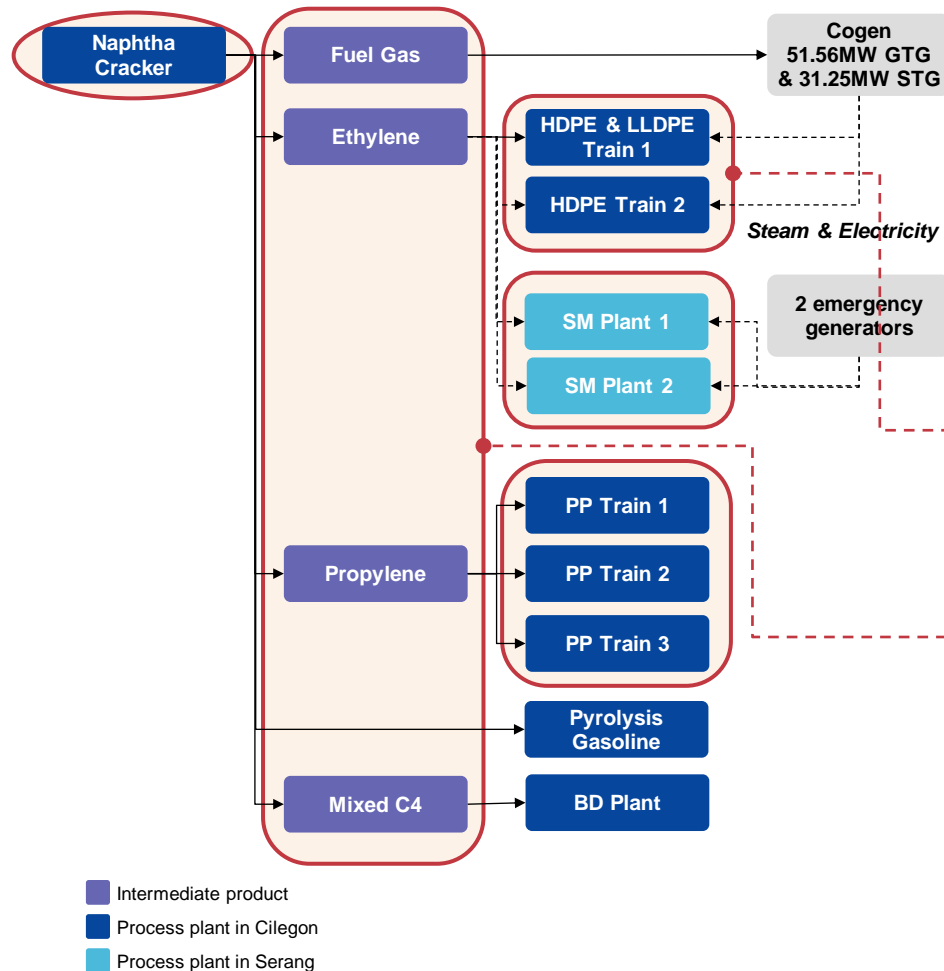 Naphtha
Cracker
Fuel Gas
Cogen
51.56MW GTG
& 31.25MW STG
Ethylene
HDPE & LLDPE
Train 1
HDPE Train 2
Steam & Electricity
SM Plant 1
2 emergency
generators
SM Plant 2
PP Train 1
Propylene
PP Train 2
PP Train 3
Pyrolysis
Gasoline
Mixed C4
BD Plant
Intermediate product
Process plant in Cilegon
Process plant in Serang